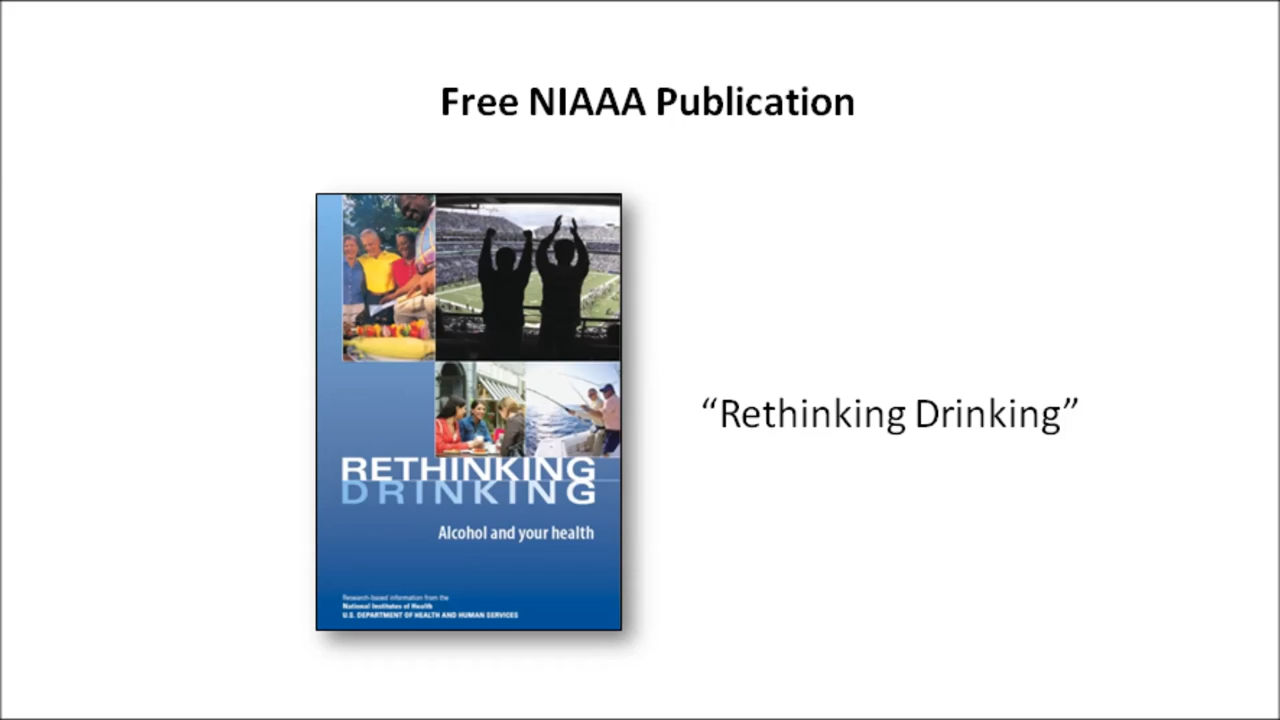 Free NIAAA Publication
RETHINKING
DRINKING
Alcohol and your health
Research-based information from the
National Institutes of Health
U.S. DEPARTMENT OF HEALTH AND HUMAN SERVICES
“Rethinking Drinking”